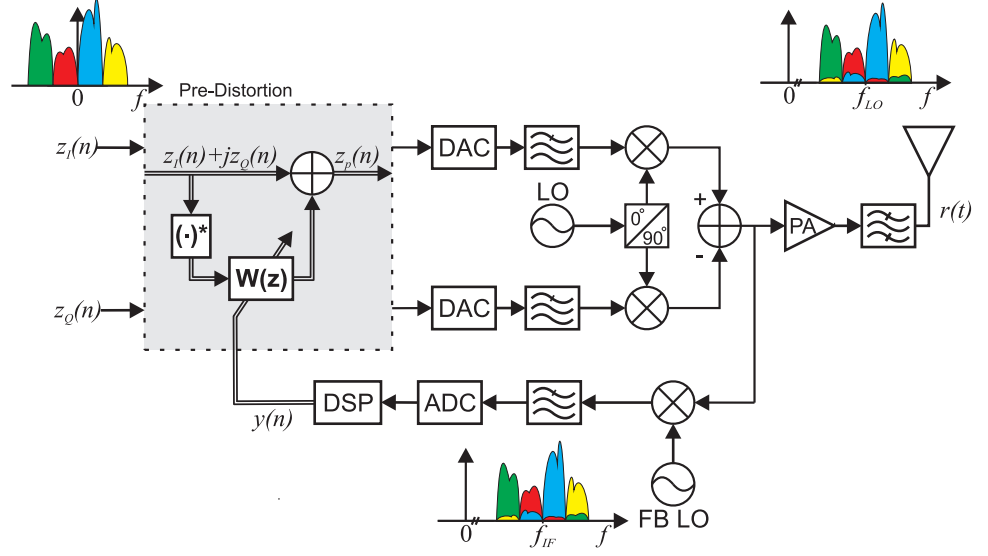 0
f
0
f_LO
f
Pre-Distortion
z_I(n)
z_I(n)+jz_Q(n)
z_p(n)
DAC
LO
0°
90°
+
-
PA
r(t)
(·)*
W(z)
z_Q(n)
DAC
y(n)
DSP
ADC
0
f_IF
f
FB LO